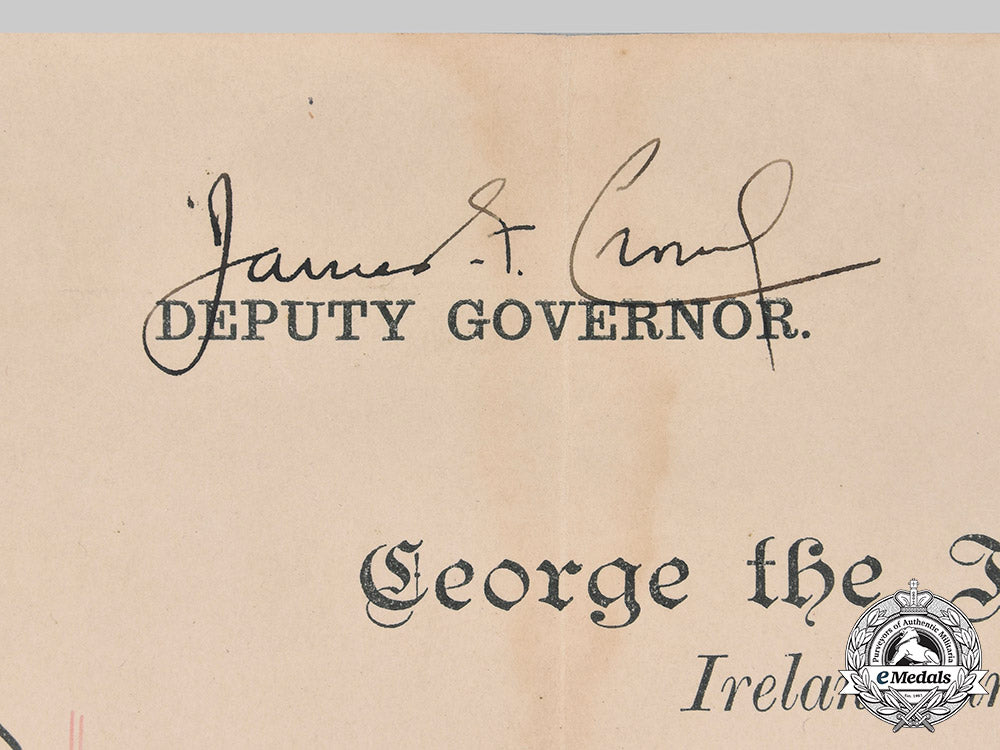 James F.
DEPUTY GOVERNOR.
George the
Irelan
Purveyors of Authentic Militaria
eMedals